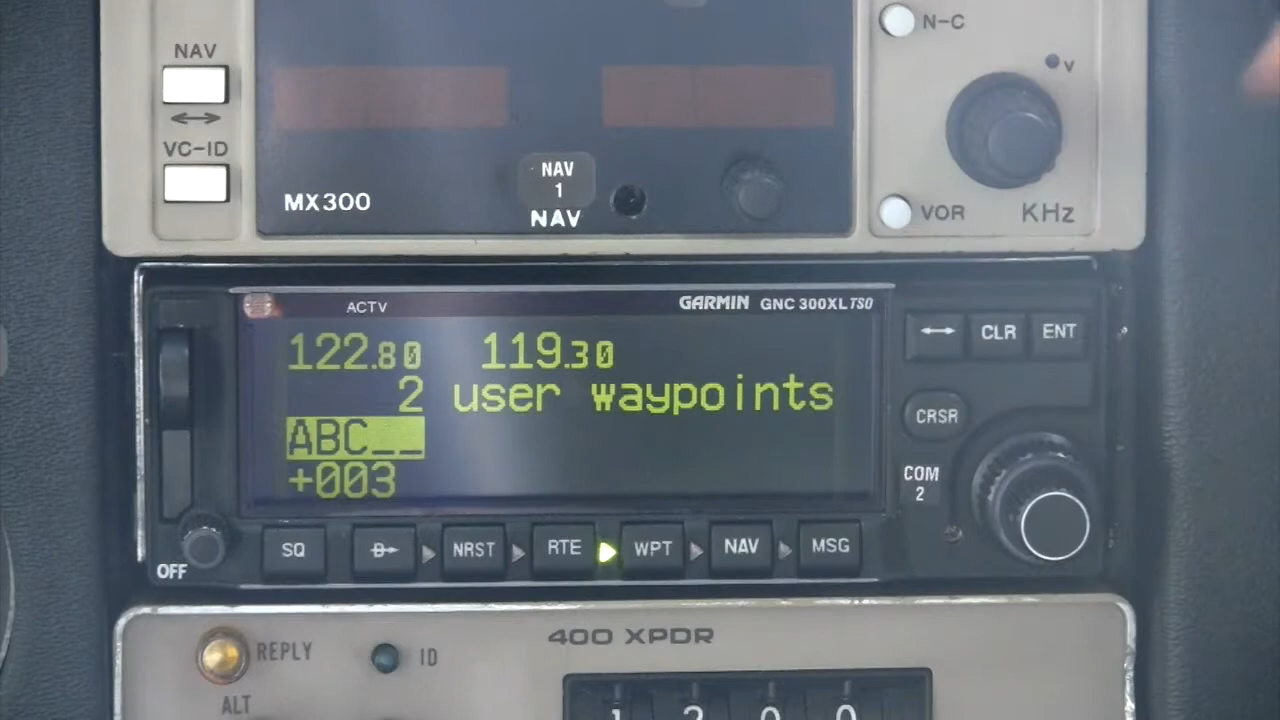 NAV
N-C
V
VC-ID
MX300
NAV
1
NAV
VOR
KHz
ACTV
GARMIN GNC 300XL TSO
122.80 119.30
2 user waypoints
ABC__
+003
CLR
ENT
CRSR
COM
2
OFF
SQ
D
NRST
RTE
WPT
NAV
MSG
400 XPDR
REPLY
ID
ALT
1 2 0 0